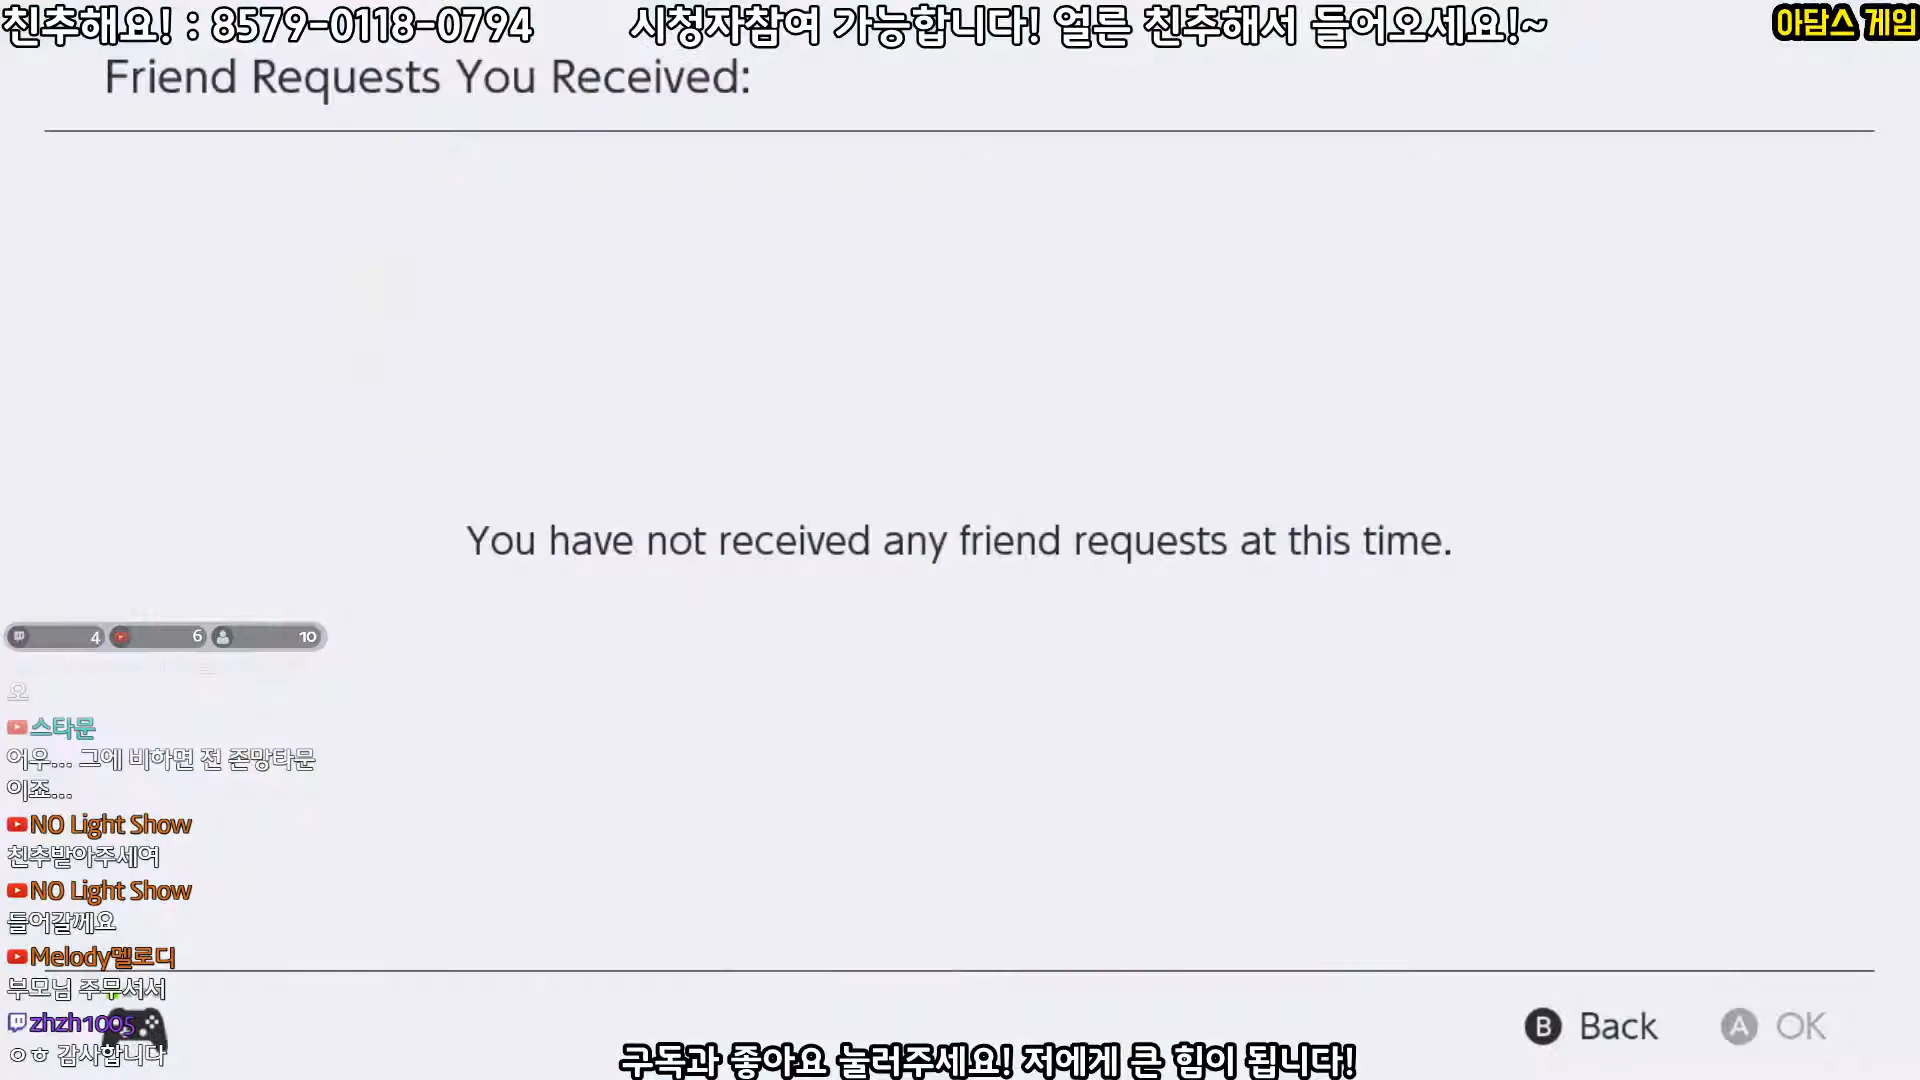 친추해요! : 8579-0118-0794
시청자참여 가능합니다! 얼른 친추해서 들어오세요!~
아담스 게임
Friend Requests You Received:
You have not received any friend requests at this time.
4 6 10
오
스타문
어우... 그에 비하면 전 존망타문
이죠...
NO Light Show
친추받아주세여
NO Light Show
들어갈께요
Melody멜로디
부모님 주무셔서
zhzh1005
ㅇㅎ 감사합니다
B Back
A OK
구독과 좋아요 눌러주세요! 저에게 큰 힘이 됩니다!